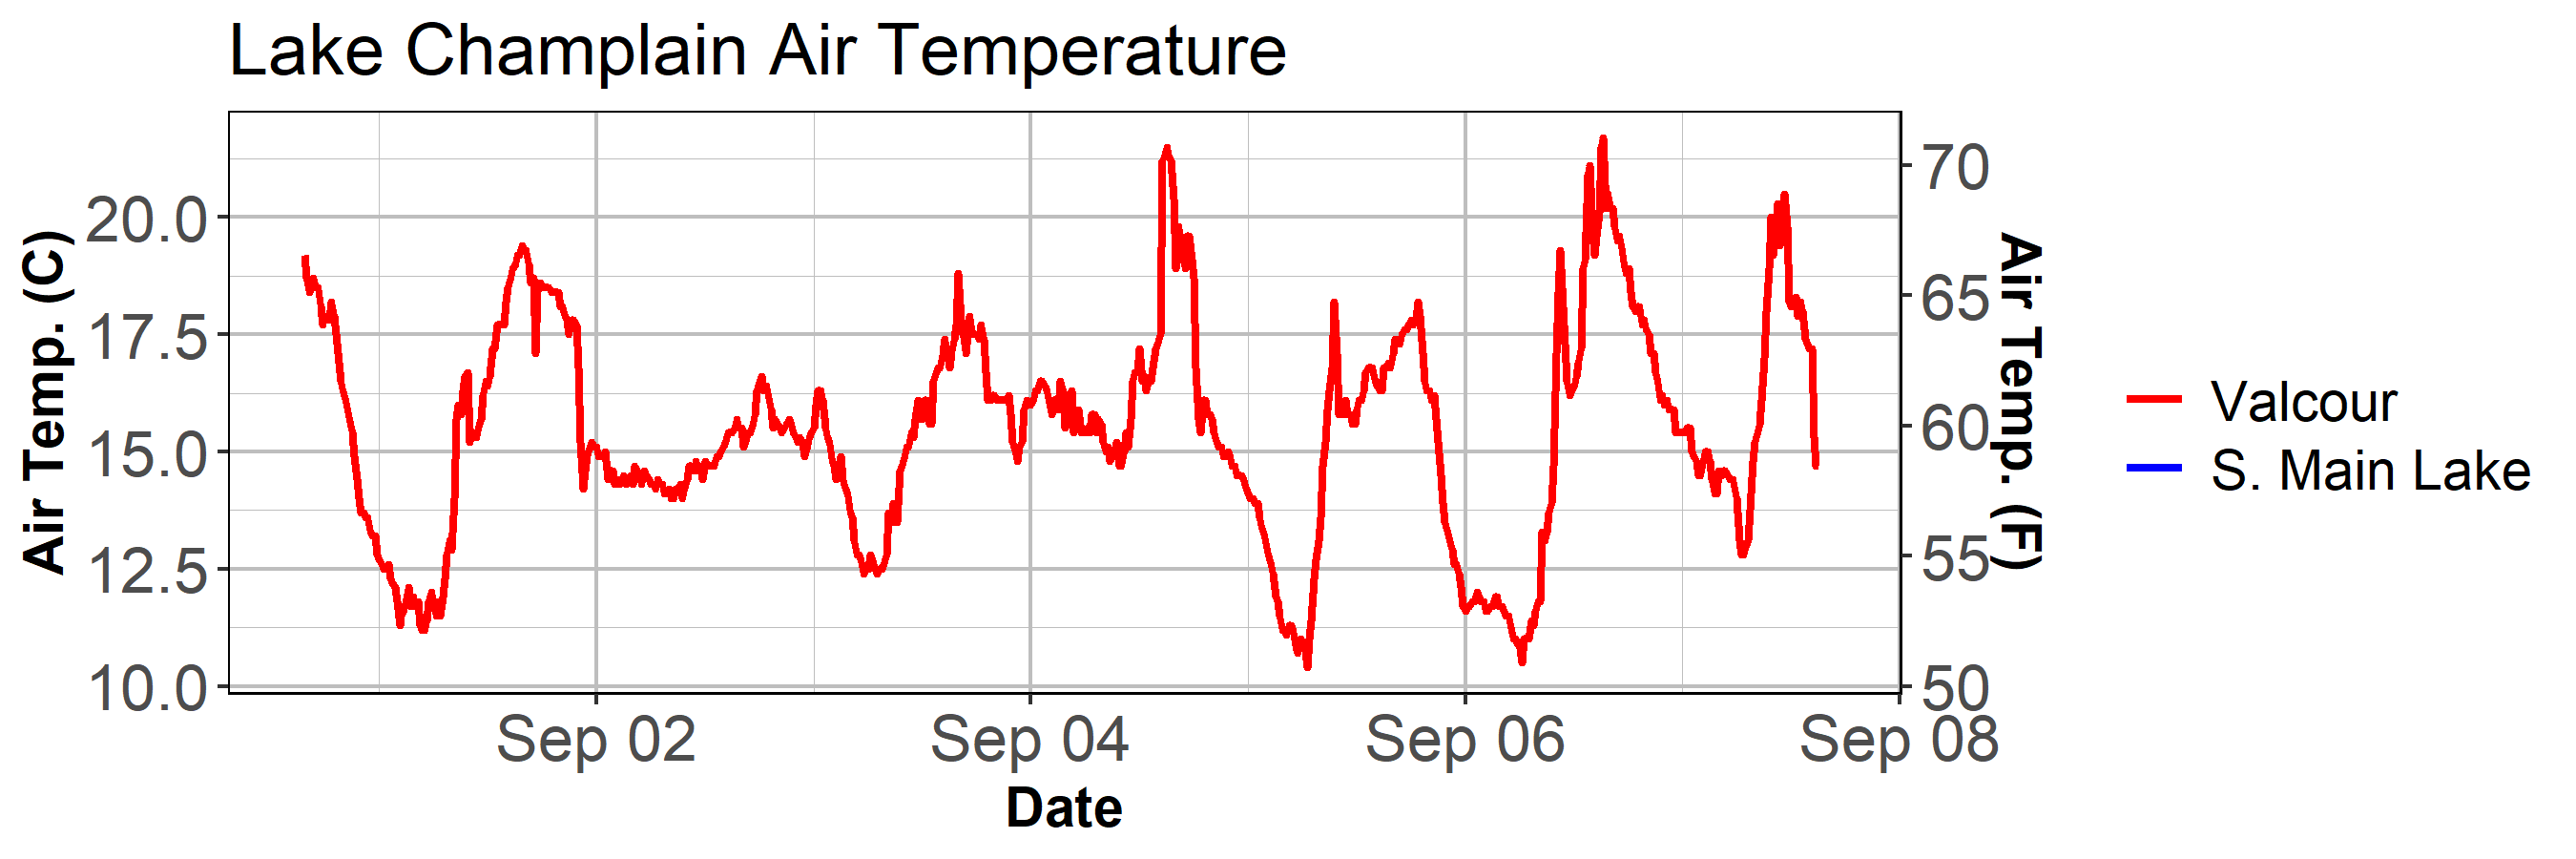 Lake Champlain Air Temperature
Air Temp. (C)
20.0
17.5
15.0
12.5
10.0
70
65
60
55
50
Air Temp. (F)
Sep 02 Sep 04 Sep 06 Sep 08
Date
Valcour
S. Main Lake